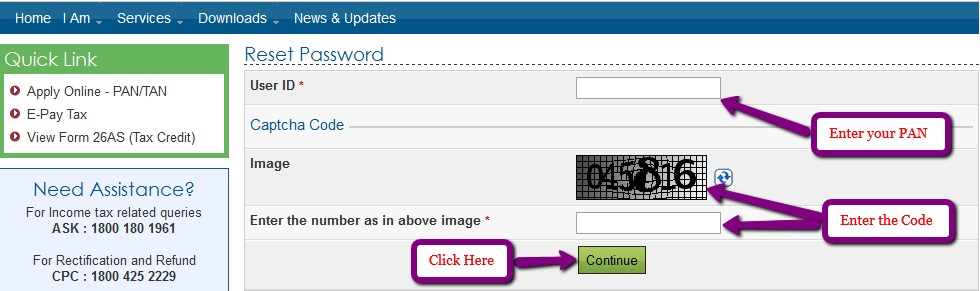 Home I Am Services Downloads News & Updates
Quick Link
Apply Online - PAN/TAN
E-Pay Tax
View Form 26AS (Tax Credit)
Need Assistance?
For Income tax related queries
ASK : 1800 180 1961
For Rectification and Refund
CPC : 1800 425 2229
Reset Password
User ID *
Enter your PAN
Captcha Code
Image
Enter the Code
Enter the number as in above image *
Click Here
Continue